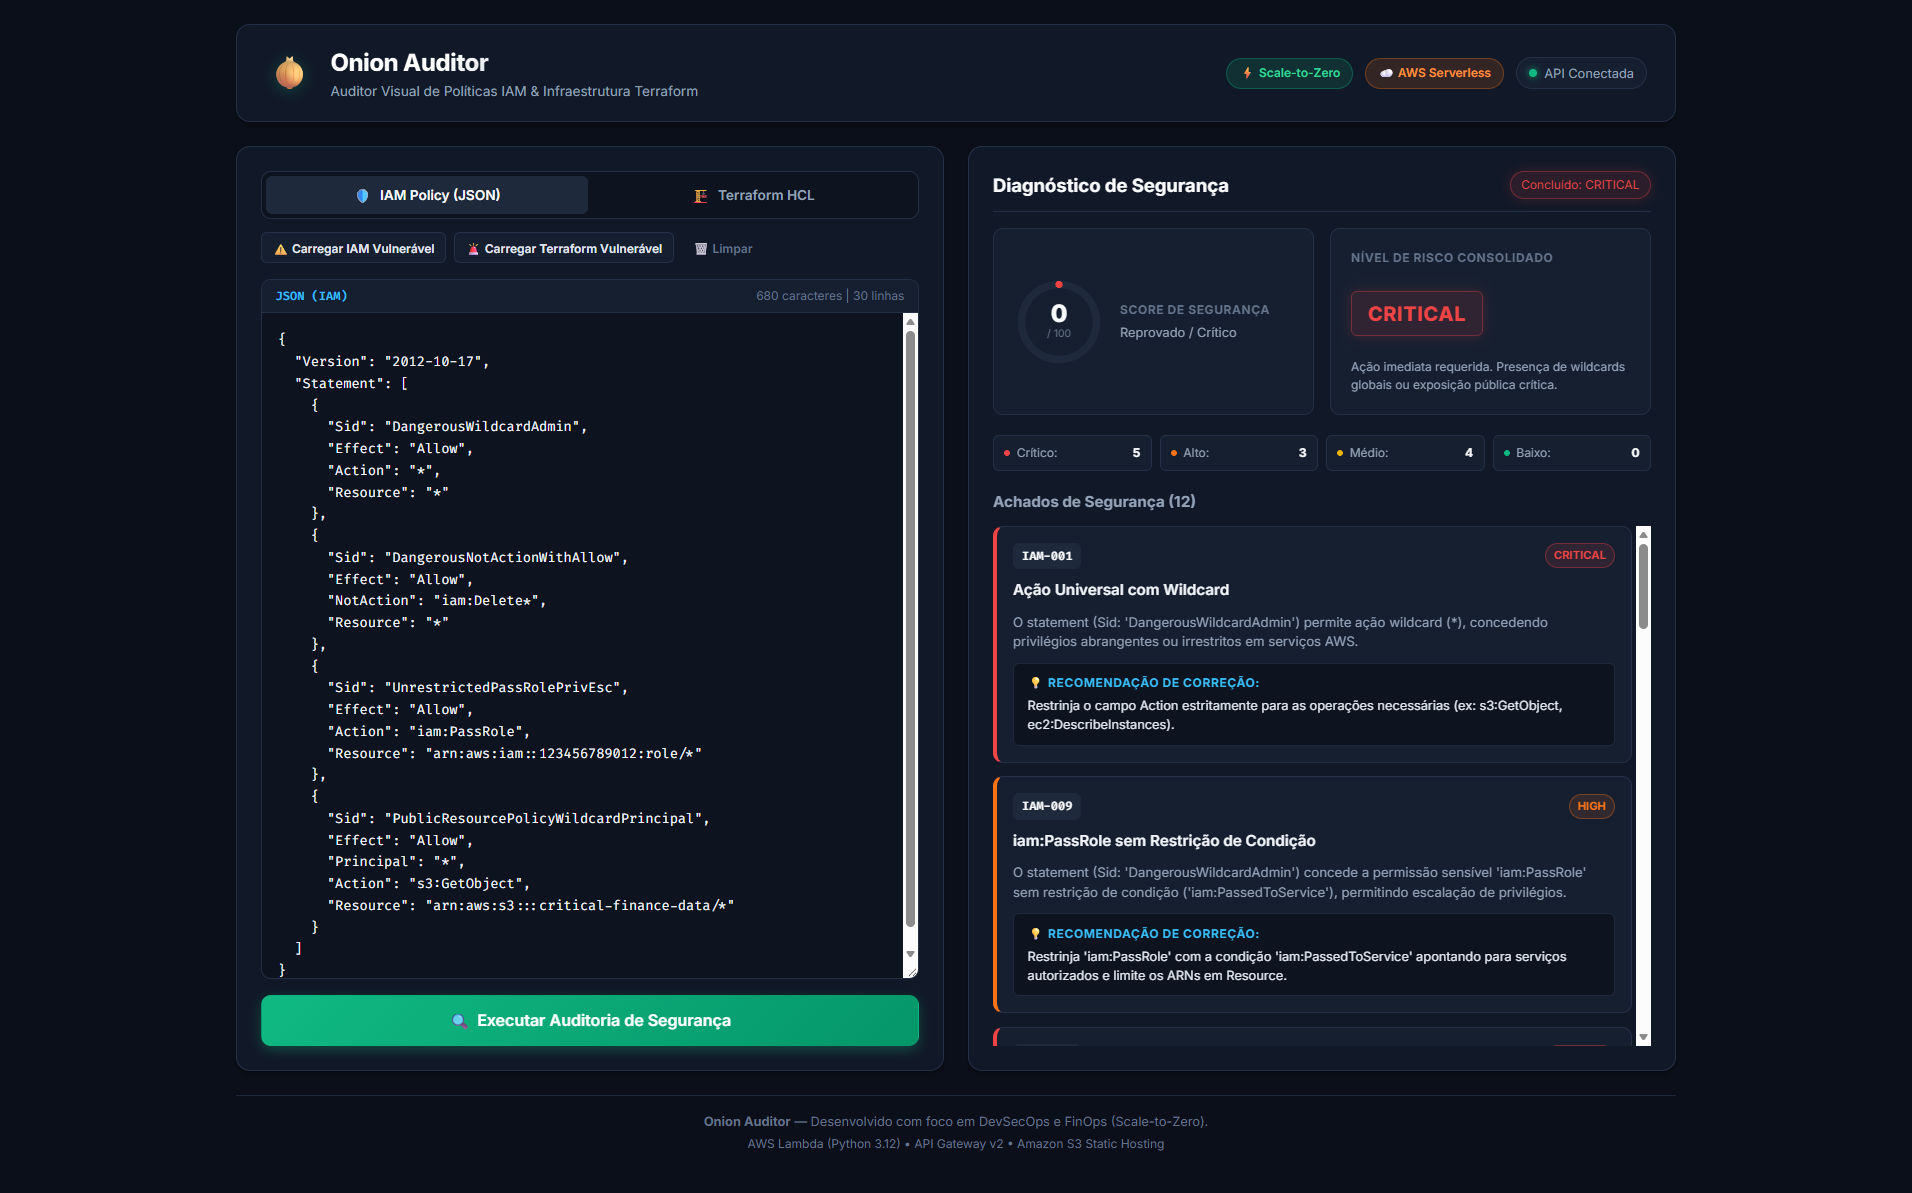 Onion Auditor
Auditor Visual de Políticas IAM & Infraestrutura Terraform
Scale-to-Zero
AWS Serverless
API Conectada
IAM Policy (JSON)
Terraform HCL
Carregar IAM Vulnerável
Carregar Terraform Vulnerável
Limpar
JSON (IAM)
680 caracteres | 30 linhas
{
  "Version": "2012-10-17",
  "Statement": [
    {
      "Sid": "DangerousWildcardAdmin",
      "Effect": "Allow",
      "Action": "*",
      "Resource": "*"
    },
    {
      "Sid": "DangerousNotActionWithAllow",
      "Effect": "Allow",
      "NotAction": "iam:Delete*",
      "Resource": "*"
    },
    {
      "Sid": "UnrestrictedPassRolePrivEsc",
      "Effect": "Allow",
      "Action": "iam:PassRole",
      "Resource": "arn:aws:iam::123456789012:role/*"
    },
    {
      "Sid": "PublicResourcePolicyWildcardPrincipal",
      "Effect": "Allow",
      "Principal": "*",
      "Action": "s3:GetObject",
      "Resource": "arn:aws:s3:::critical-finance-data/*"
    }
  ]
}
Executar Auditoria de Segurança
Diagnóstico de Segurança
Concluído: CRITICAL
0
/ 100
SCORE DE SEGURANÇA
Reprovado / Crítico
NÍVEL DE RISCO CONSOLIDADO
CRITICAL
Ação imediata requerida. Presença de wildcards
globais ou exposição pública crítica.
Crítico: 5
Alto: 3
Médio: 4
Baixo: 0
Achados de Segurança (12)
IAM-001
CRITICAL
Ação Universal com Wildcard
O statement (Sid: 'DangerousWildcardAdmin') permite ação wildcard (*), concedendo
privilégios abrangentes ou irrestritos em serviços AWS.
RECOMENDAÇÃO DE CORREÇÃO:
Restrinja o campo Action estritamente para as operações necessárias (ex: s3:GetObject,
ec2:DescribeInstances).
IAM-009
HIGH
iam:PassRole sem Restrição de Condição
O statement (Sid: 'DangerousWildcardAdmin') concede a permissão sensível 'iam:PassRole'
sem restrição de condição ('iam:PassedToService'), permitindo escalação de privilégios.
RECOMENDAÇÃO DE CORREÇÃO:
Restrinja 'iam:PassRole' com a condição 'iam:PassedToService' apontando para serviços
autorizados e limite os ARNs em Resource.
Onion Auditor — Desenvolvido com foco em DevSecOps e FinOps (Scale-to-Zero).
AWS Lambda (Python 3.12) • API Gateway v2 • Amazon S3 Static Hosting